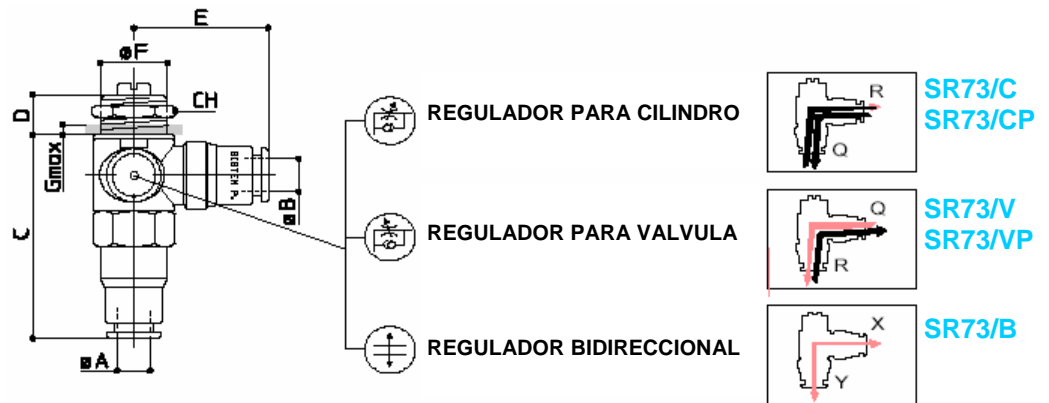 E
øF
CH
D
Gmax
C
øB
øA
REGULADOR PARA CILINDRO
R
Q
SR73/C
SR73/CP
REGULADOR PARA VALVULA
Q
R
SR73/V
SR73/VP
REGULADOR BIDIRECCIONAL
X
Y
SR73/B